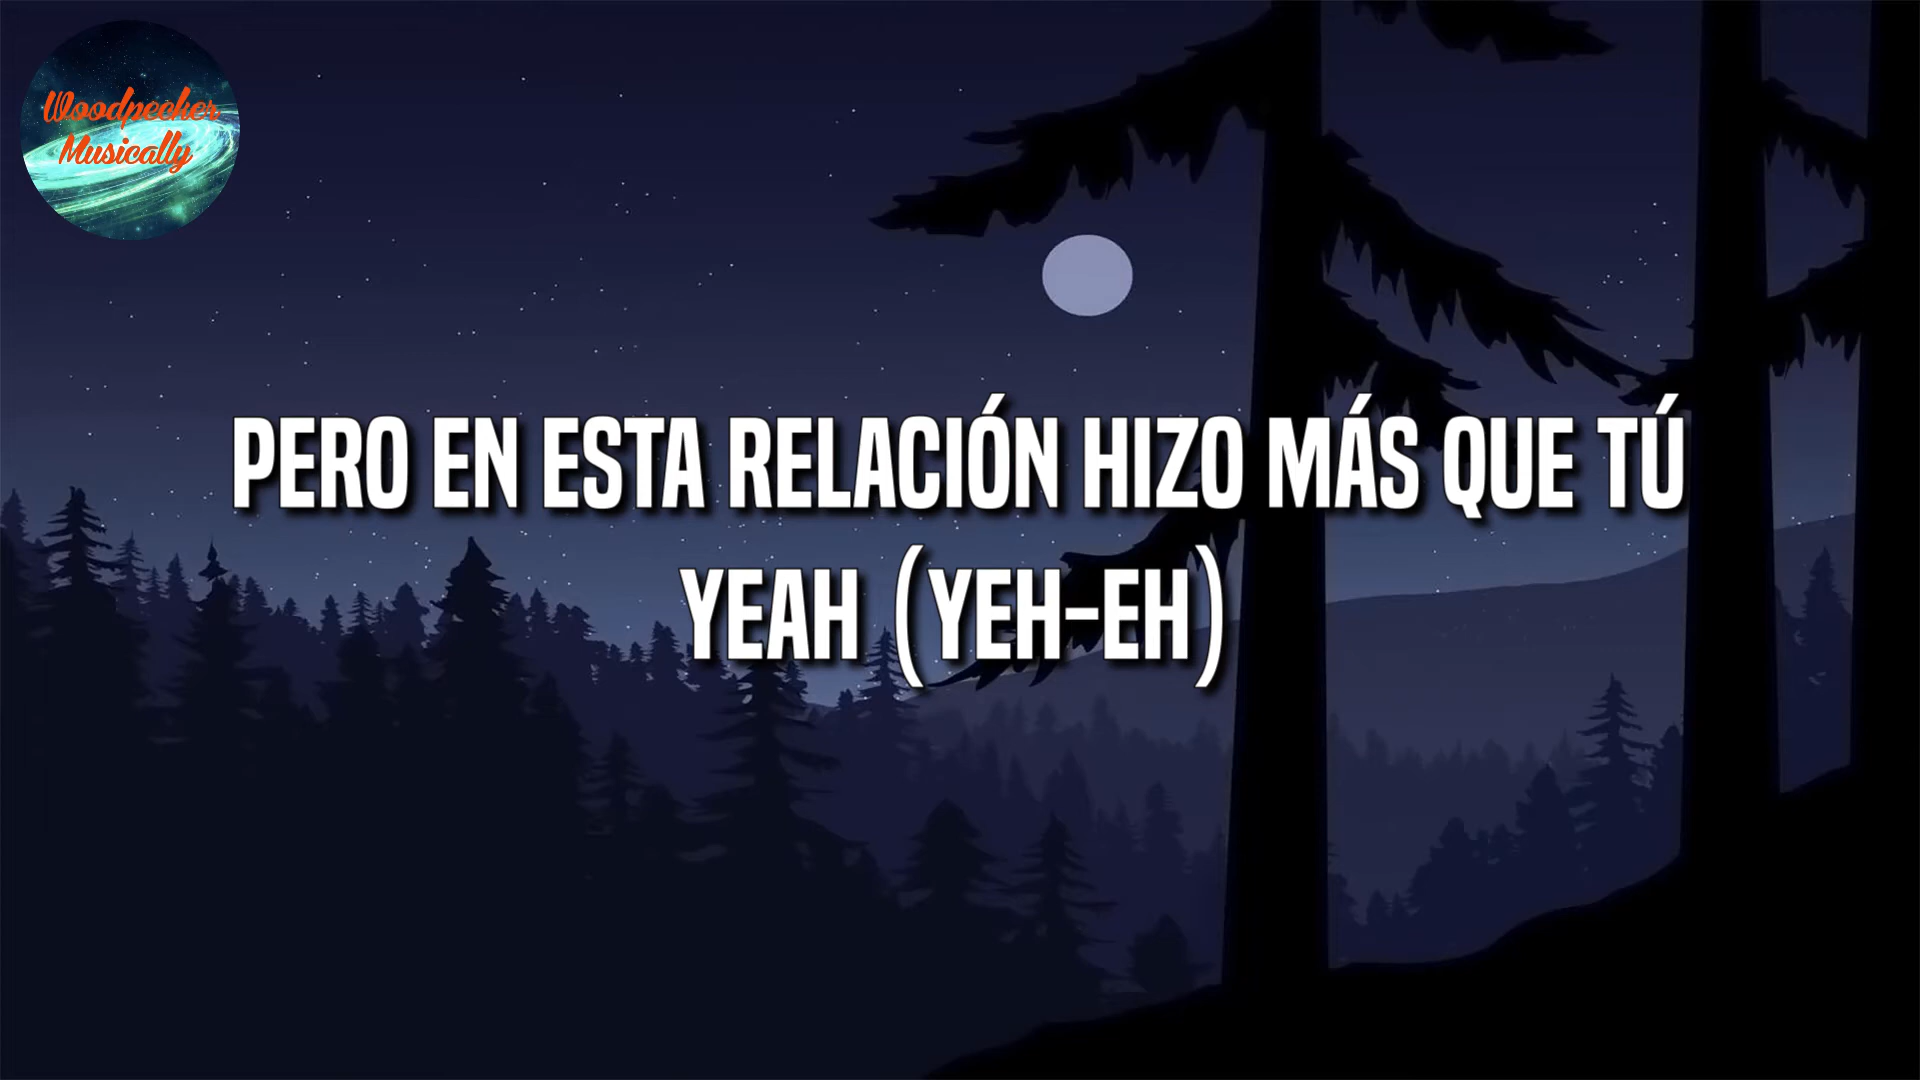 Woodpecker
Musically
PERO EN ESTA RELACIÓN HIZO MÁS QUE TÚ
YEAH (YEH-EH)